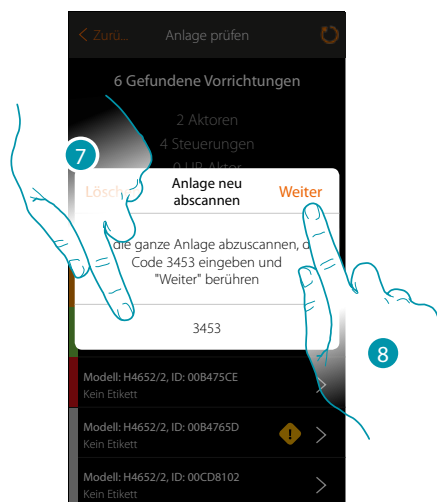 Zurü...
Anlage prüfen
6 Gefundene Vorrichtungen
2 Aktoren
4 Steuerungen
7
Anlage neu
abscannen
Weiter
die ganze Anlage abzuscannen, d
Code 3453 eingeben und
"Weiter" berühren
3453
8
Modell: H4652/2, ID: 00B475CE
Kein Etikett
Modell: H4652/2, ID: 00B4765D
Kein Etikett
!
Modell: H4652/2, ID: 00CD8102
Kein Etikett